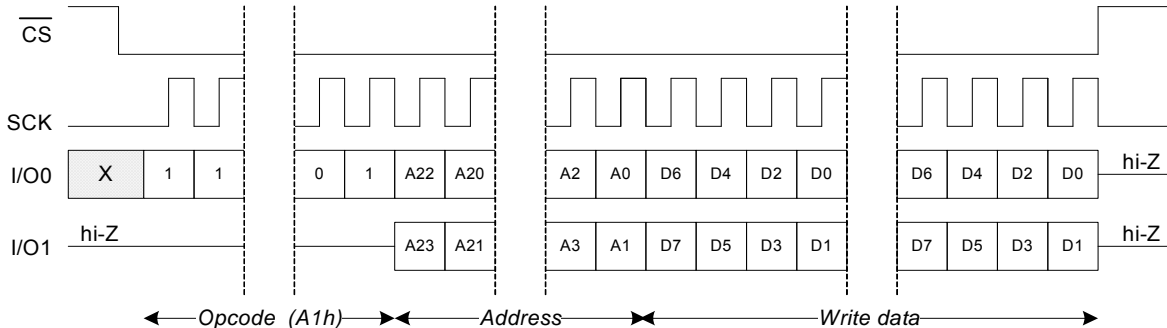 CS
SCK
I/O0 X 1 1 0 1 A22 A20 A2 A0 D6 D4 D2 D0 D6 D4 D2 D0 hi-Z
I/O1 hi-Z A23 A21 A3 A1 D7 D5 D3 D1 D7 D5 D3 D1 hi-Z
Opcode (A1h) Address Write data